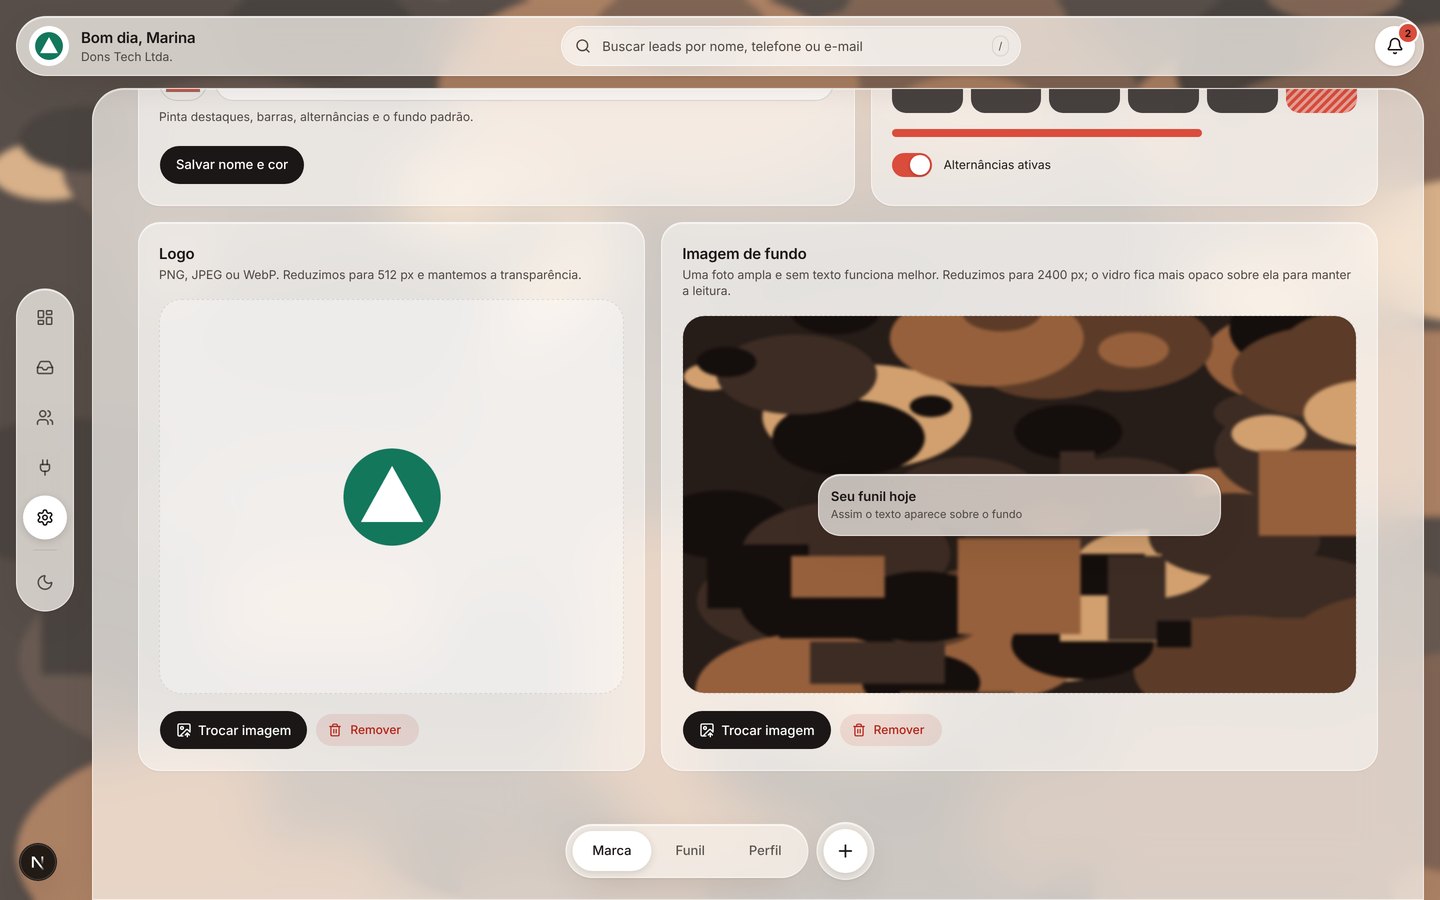 Bom dia, Marina
Dons Tech Ltda.
Buscar leads por nome, telefone ou e-mail
/
2
Pinta destaques, barras, alternâncias e o fundo padrão.
Salvar nome e cor
Alternâncias ativas
Logo
PNG, JPEG ou WebP. Reduzimos para 512 px e mantemos a transparência.
Imagem de fundo
Uma foto ampla e sem texto funciona melhor. Reduzimos para 2400 px; o vidro fica mais opaco sobre ela para manter
a leitura.
Seu funil hoje
Assim o texto aparece sobre o fundo
Trocar imagem
Remover
Trocar imagem
Remover
Marca
Funil
Perfil
N